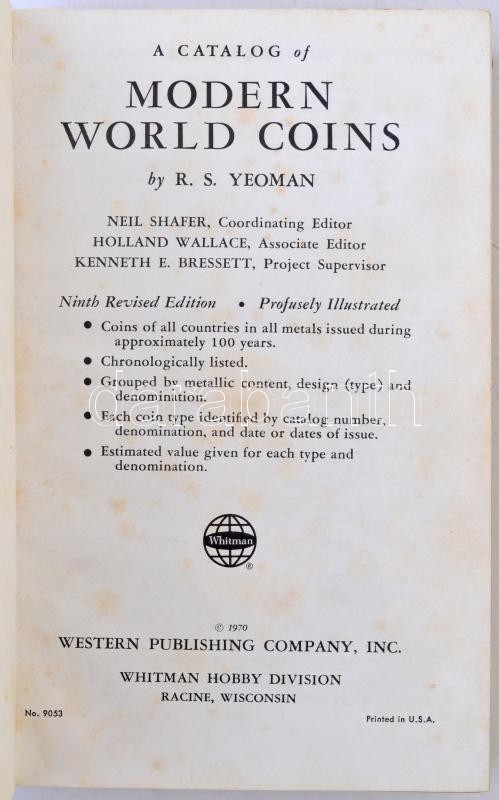 A CATALOG of
MODERN
WORLD COINS
by R. S. YEOMAN
NEIL SHAFER, Coordinating Editor
HOLLAND WALLACE, Associate Editor
KENNETH E. BRESSETT, Project Supervisor
Ninth Revised Edition • Profusely Illustrated
• Coins of all countries in all metals issued during
approximately 100 years.
• Chronologically listed.
• Grouped by metallic content, design (type) and
denomination.
darabanth
• Each coin type identified by catalog number,
denomination, and date or dates of issue.
• Estimated value given for each type and
denomination.
Whitman
®
© 1970
WESTERN PUBLISHING COMPANY, INC.
WHITMAN HOBBY DIVISION
RACINE, WISCONSIN
No. 9053
Printed in U.S.A.